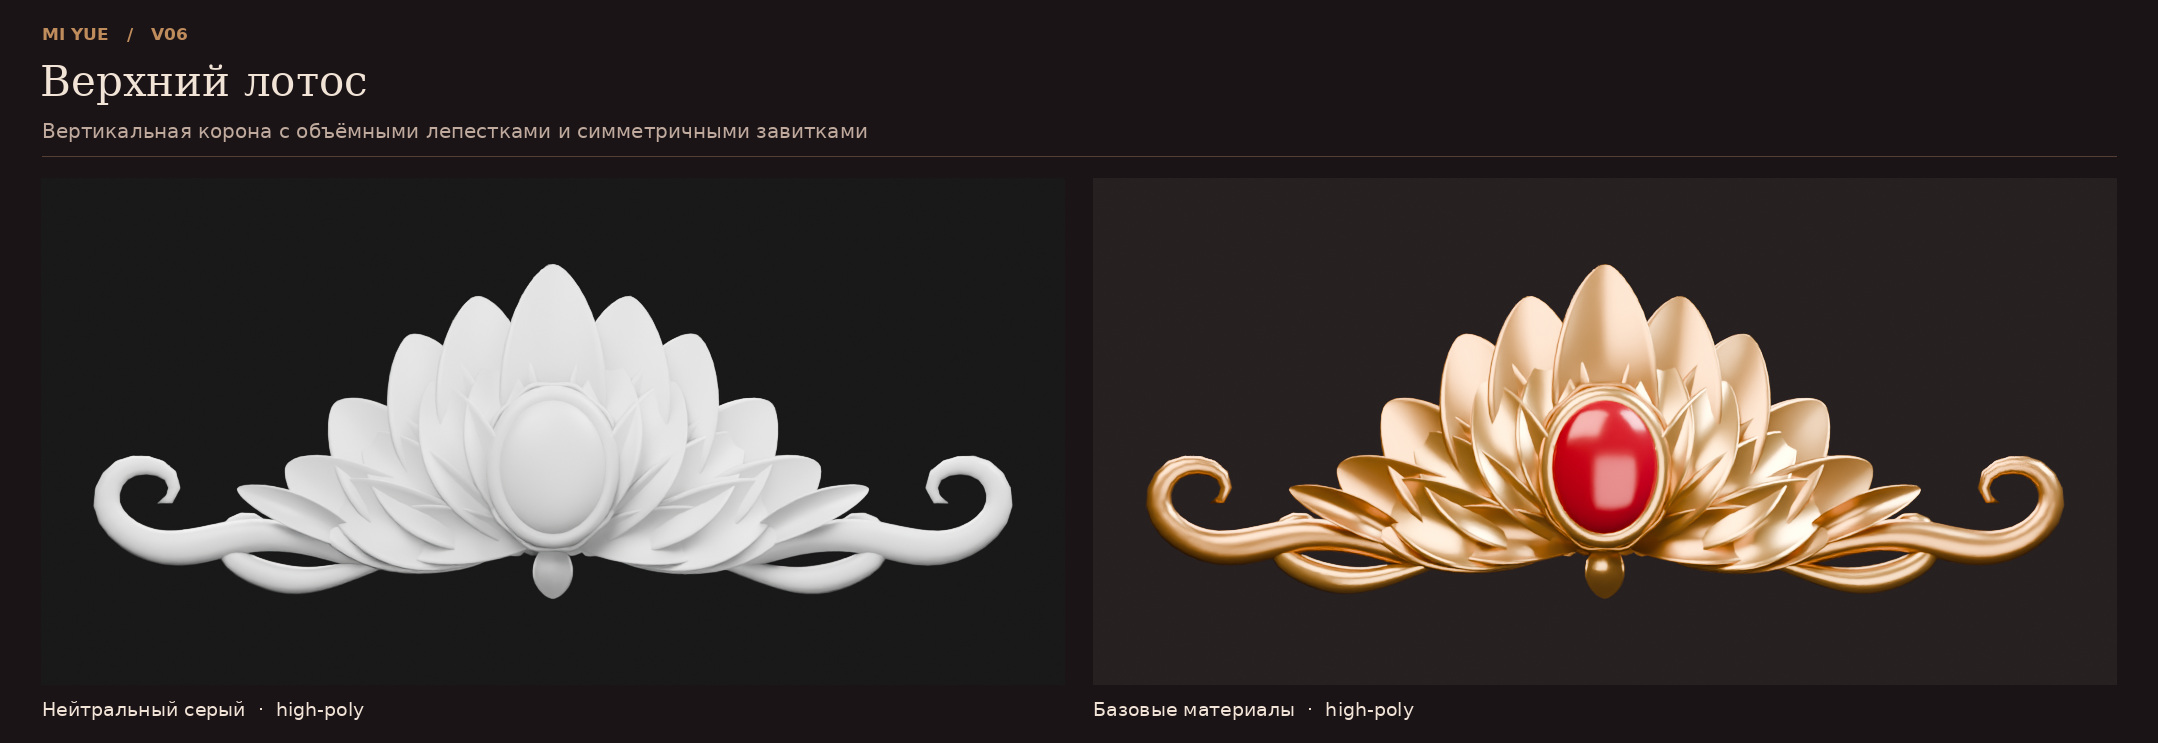 MI YUE / V06
Верхний лотос
Вертикальная корона с объёмными лепестками и симметричными завитками
Нейтральный серый · high-poly
Базовые материалы · high-poly